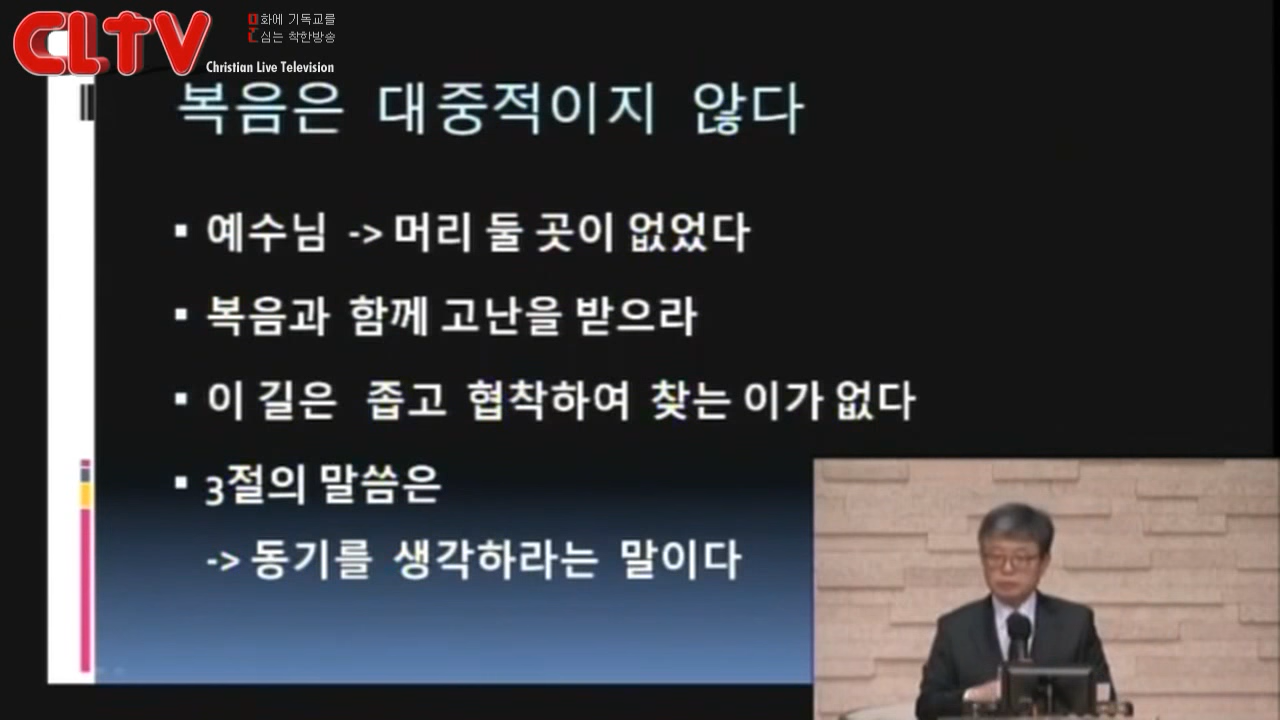 CLTV
문화에 기독교를
심는 착한방송
Christian Live Television
복음은 대중적이지 않다
▪ 예수님 -> 머리 둘 곳이 없었다
▪ 복음과 함께 고난을 받으라
▪ 이 길은 좁고 협착하여 찾는 이가 없다
▪ 3절의 말씀은
-> 동기를 생각하라는 말이다